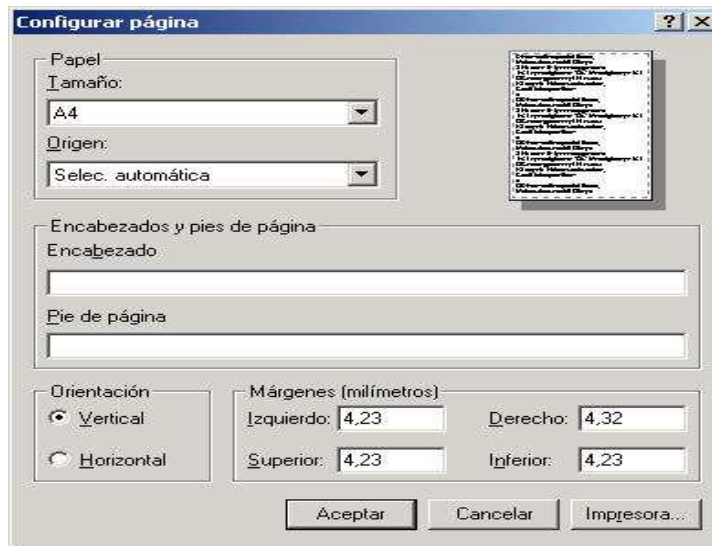 Configurar página
Papel
Tamaño:
A4
Origen:
Selec. automática
Encabezados y pies de página
Encabezado
Pie de página
Orientación
Vertical
Horizontal
Márgenes (milímetros)
Izquierdo: 4,23 Derecho: 4,32
Superior: 4,23 Inferior: 4,23
Aceptar Cancelar Impresora...